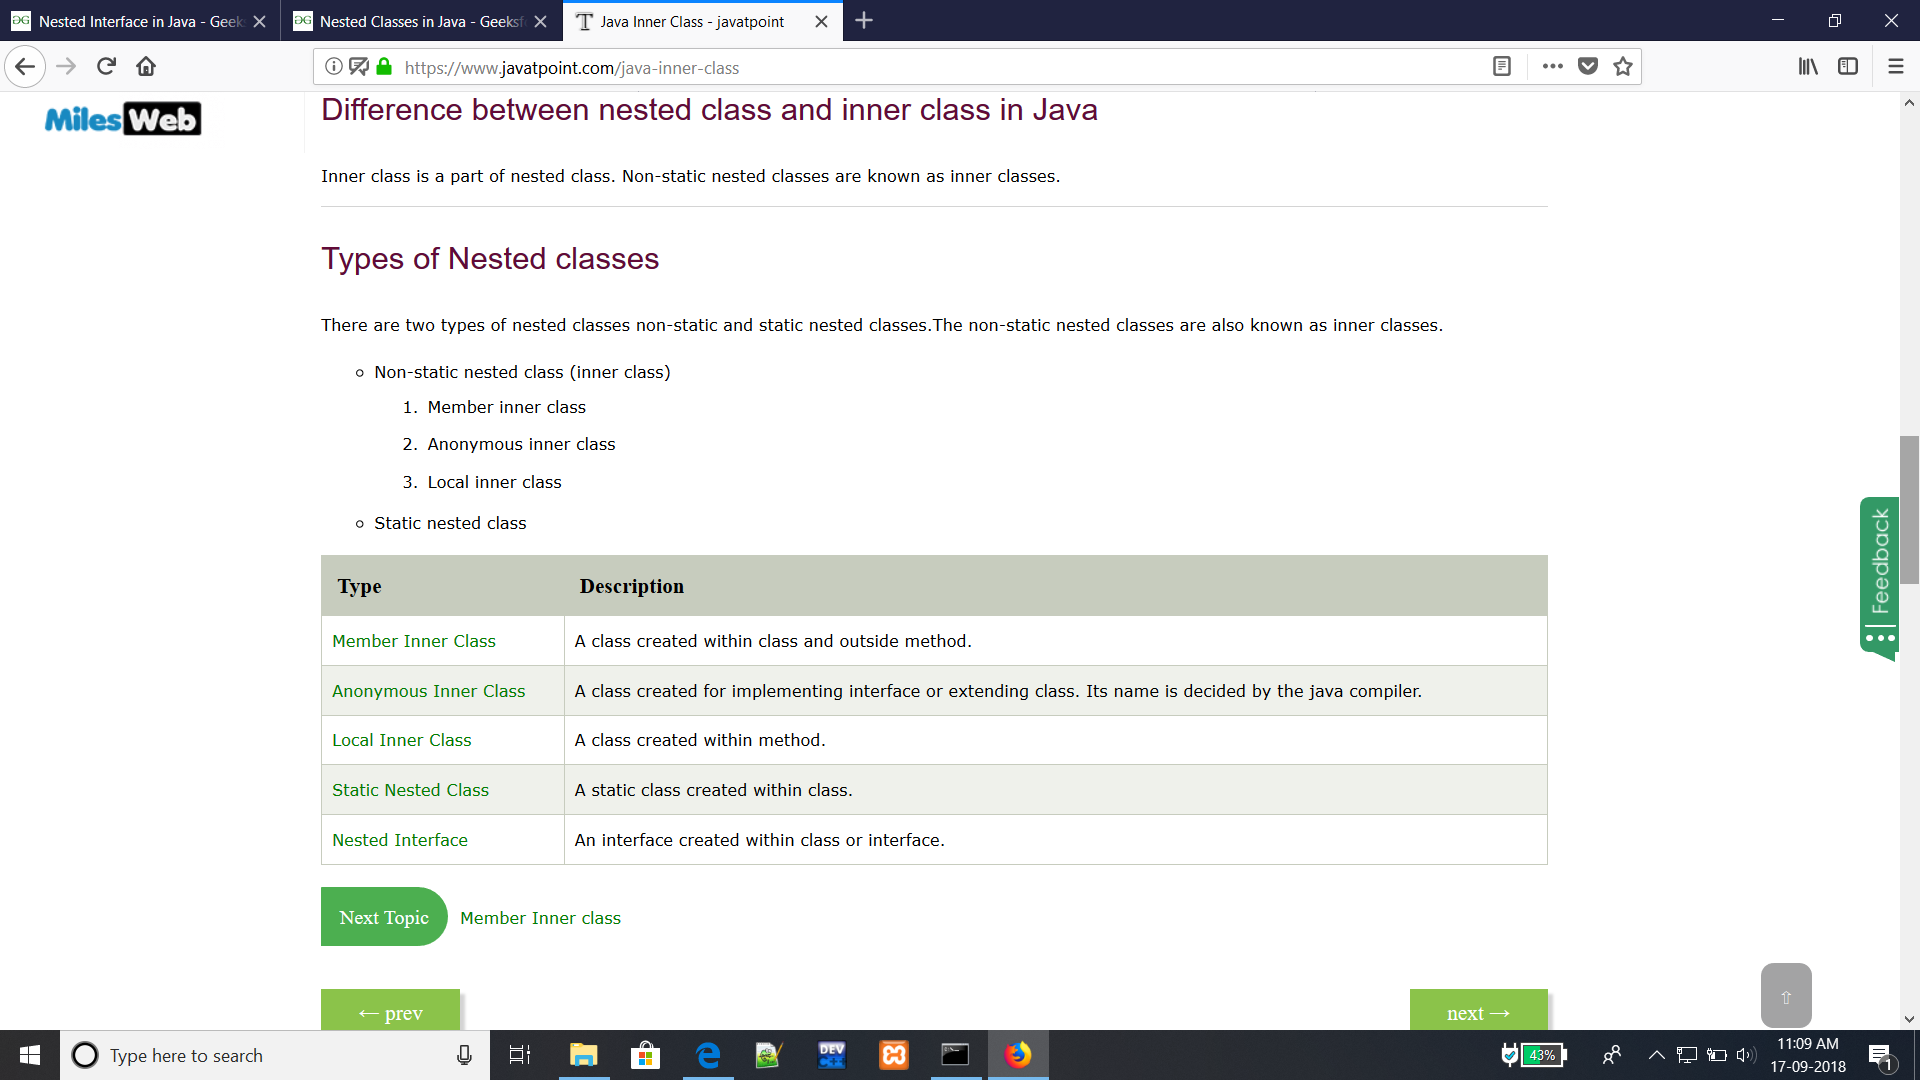 Nested Interface in Java - Geek
Nested Classes in Java - Geeksf
Java Inner Class - javatpoint
https://www.javatpoint.com/java-inner-class
MilesWeb
Difference between nested class and inner class in Java
Inner class is a part of nested class. Non-static nested classes are known as inner classes.
Types of Nested classes
There are two types of nested classes non-static and static nested classes.The non-static nested classes are also known as inner classes.
Non-static nested class (inner class)
1. Member inner class
2. Anonymous inner class
3. Local inner class
Static nested class
Type Description
Member Inner Class A class created within class and outside method.
Anonymous Inner Class A class created for implementing interface or extending class. Its name is decided by the java compiler.
Local Inner Class A class created within method.
Static Nested Class A static class created within class.
Nested Interface An interface created within class or interface.
Feedback
Next Topic Member Inner class
← prev next →
Type here to search
DEV
C++
43%
11:09 AM
17-09-2018
1